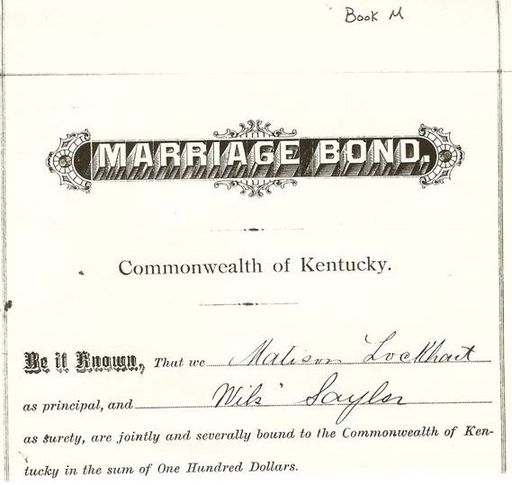 Book M
MARRIAGE BOND.
Commonwealth of Kentucky.
Be it Known, That we Matison Lockhart
as principal, and Wils Saylor
as surety, are jointly and severally bound to the Commonwealth of Ken-
tucky in the sum of One Hundred Dollars.